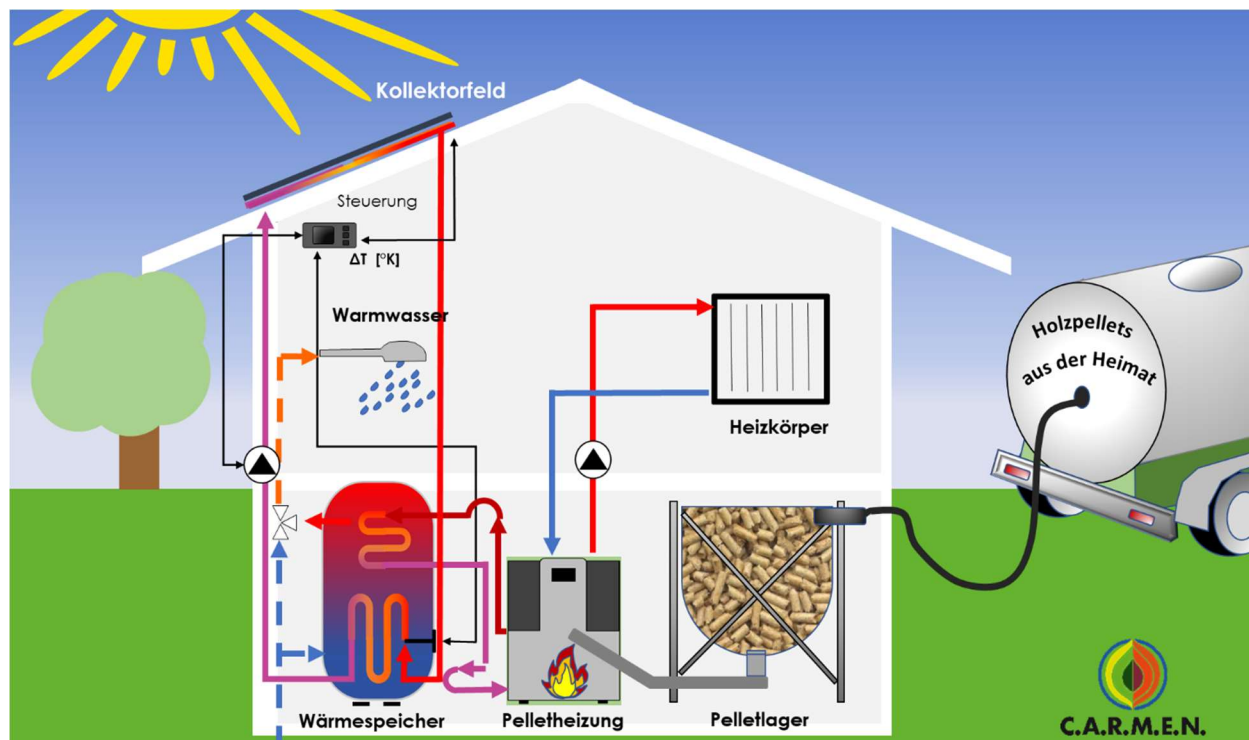 Kollektorfeld
Steuerung
ΔT [°K]
Warmwasser
Heizkörper
Holzpellets
aus der Heimat
Wärmespeicher
Pelletheizung
Pelletlager
C.A.R.M.E.N.